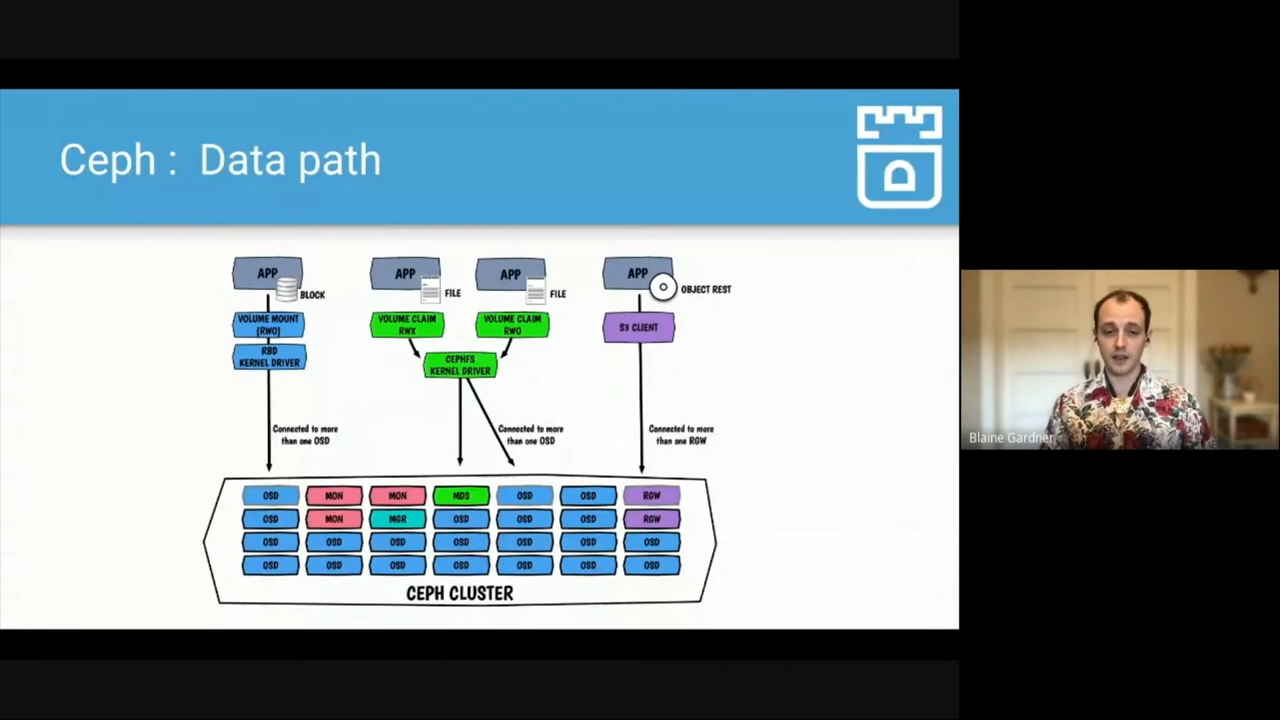 Ceph : Data path
APP
BLOCK
VOLUME MOUNT
(RWO)
RBD
KERNEL DRIVER
APP
FILE
VOLUME CLAIM
RWX
APP
FILE
VOLUME CLAIM
RWO
CEPHFS
KERNEL DRIVER
APP
OBJECT REST
S3 CLIENT
Connected to more
than one OSD
Connected to more
than one OSD
Connected to more
than one RGW
OSD MON MON MDS OSD OSD RGW
OSD MON MGR OSD OSD OSD RGW
OSD OSD OSD OSD OSD OSD OSD
OSD OSD OSD OSD OSD OSD OSD
CEPH CLUSTER
Blaine Gardner